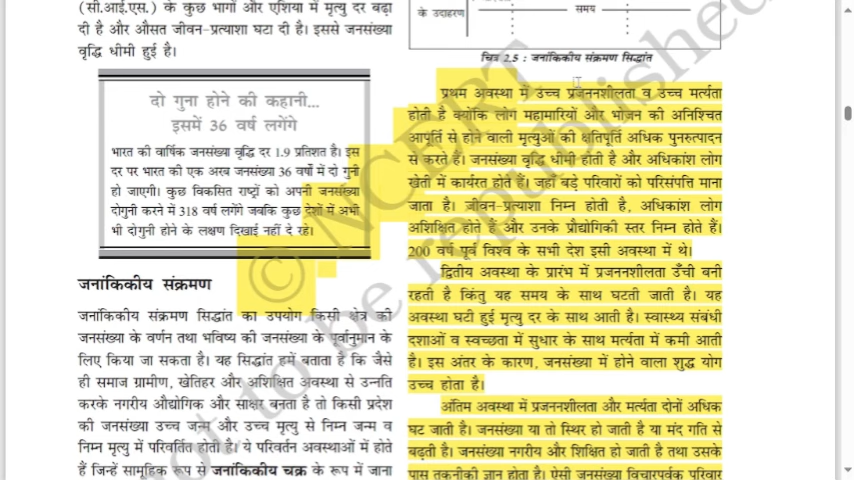 (सी.आई.एस.) के कुछ भागों और एशिया में मृत्यु दर बढ़ा
दी है और औसत जीवन-प्रत्याशा घटा दी है। इससे जनसंख्या
वृद्धि धीमी हुई है।
दो गुना होने की कहानी...
इसमें 36 वर्ष लगेंगे
भारत की वार्षिक जनसंख्या वृद्धि दर 1.9 प्रतिशत है। इस
दर पर भारत की एक अरब जनसंख्या 36 वर्षों में दो गुनी
हो जाएगी। कुछ विकसित राष्ट्रों को अपनी जनसंख्या
दोगुनी करने में 318 वर्ष लगेंगे जबकि कुछ देशों में अभी
भी दोगुनी होने के लक्षण दिखाई नहीं दे रहे।
जनांकिकीय संक्रमण
जनांकिकीय संक्रमण सिद्धांत का उपयोग किसी क्षेत्र की
जनसंख्या के वर्णन तथा भविष्य की जनसंख्या के पूर्वानुमान के
लिए किया जा सकता है। यह सिद्धांत हमें बताता है कि जैसे
ही समाज ग्रामीण, खेतिहर और अशिक्षित अवस्था से उन्नति
करके नगरीय औद्योगिक और साक्षर बनता है तो किसी प्रदेश
की जनसंख्या उच्च जन्म और उच्च मृत्यु से निम्न जन्म व
निम्न मृत्यु में परिवर्तित होती है। ये परिवर्तन अवस्थाओं में होते
हैं जिन्हें सामूहिक रूप से जनांकिकीय चक्र के रूप में जाना
के उदाहरण
समय
चित्र 2.5 : जनांकिकीय संक्रमण सिद्धांत
प्रथम अवस्था में उच्च प्रजननशीलता व उच्च मर्त्यता
होती है क्योंकि लोग महामारियों और भोजन की अनिश्चित
आपूर्ति से होने वाली मृत्युओं की क्षतिपूर्ति अधिक पुनरुत्पादन
से करते हैं। जनसंख्या वृद्धि धीमी होती है और अधिकांश लोग
खेती में कार्यरत होते हैं। जहाँ बड़े परिवारों को परिसंपत्ति माना
जाता है। जीवन-प्रत्याशा निम्न होती है, अधिकांश लोग
अशिक्षित होते हैं और उनके प्रौद्योगिकी स्तर निम्न होते हैं।
200 वर्ष पूर्व विश्व के सभी देश इसी अवस्था में थे।
द्वितीय अवस्था के प्रारंभ में प्रजननशीलता उँची बनी
रहती है किंतु यह समय के साथ घटती जाती है। यह
अवस्था घटी हुई मृत्यु दर के साथ आती है। स्वास्थ्य संबंधी
दशाओं व स्वच्छता में सुधार के साथ मर्त्यता में कमी आती
है। इस अंतर के कारण, जनसंख्या में होने वाला शुद्ध योग
उच्च होता है।
अंतिम अवस्था में प्रजननशीलता और मर्त्यता दोनों अधिक
घट जाती है। जनसंख्या या तो स्थिर हो जाती है या मंद गति से
बढ़ती है। जनसंख्या नगरीय और शिक्षित हो जाती है तथा उसके
पास तकनीकी ज्ञान होता है। ऐसी जनसंख्या विचारपूर्वक परिवार
© NCERT
not to be republished